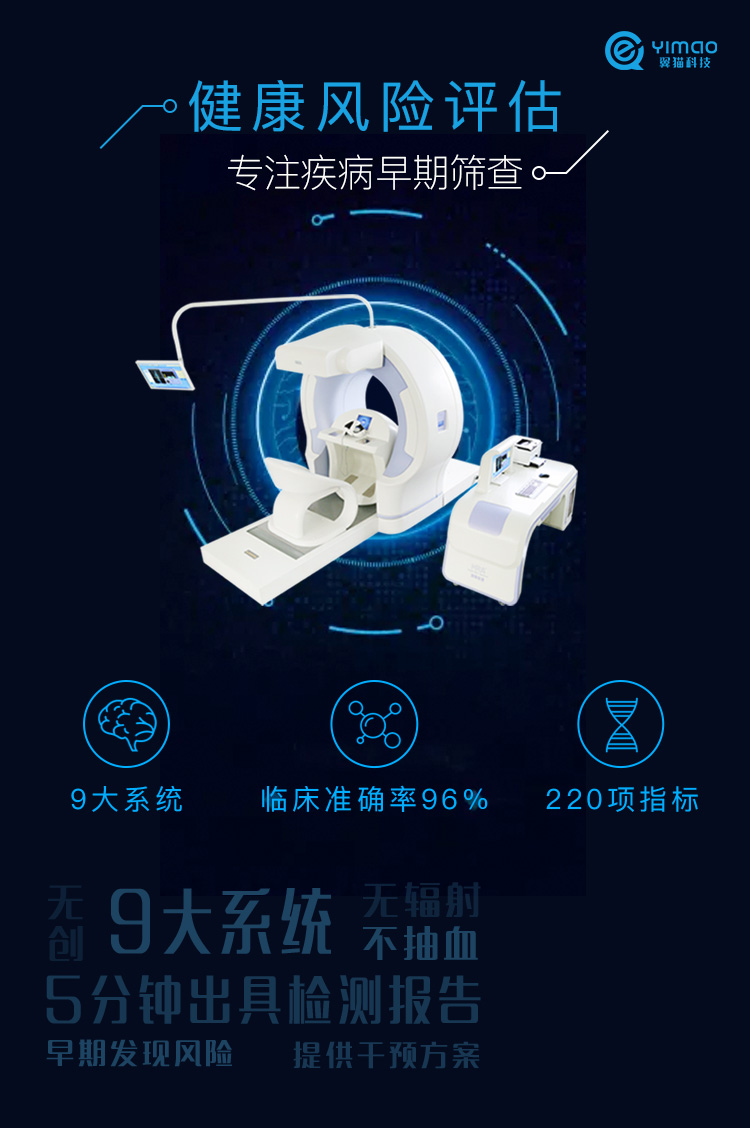 YIMAO
翼猫科技
健康风险评估
专注疾病早期筛查
9大系统
临床准确率96%
220项指标
无创
9大系统
无辐射
不抽血
5分钟出具检测报告
早期发现风险 提供干预方案